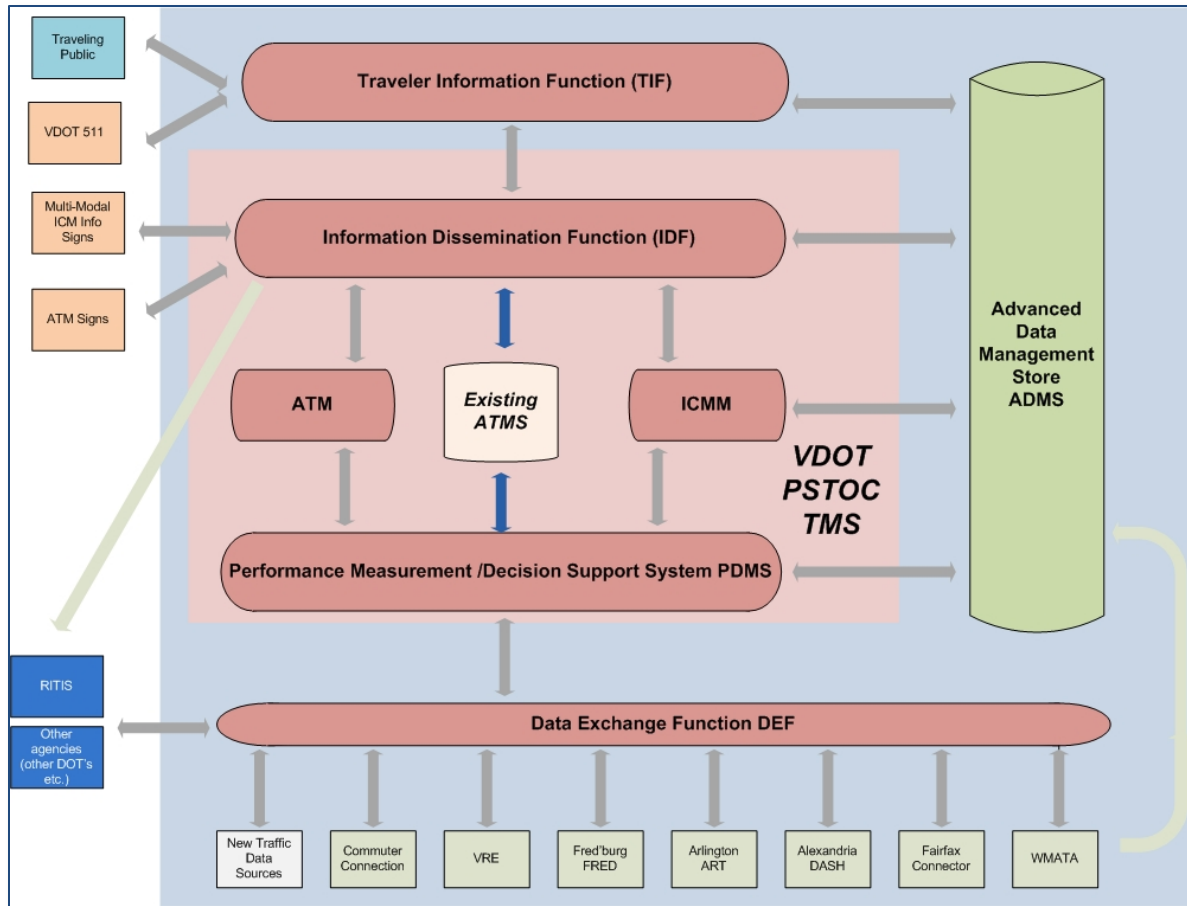 Traveling
Public
Traveler Information Function (TIF)
VDOT 511
Multi-Modal
ICM Info
Signs
Information Dissemination Function (IDF)
ATM Signs
Advanced
Data
Management
Store
ADMS
ATM
Existing
ATMS
ICMM
VDOT
PSTOC
TMS
Performance Measurement /Decision Support System PDMS
RITIS
Other
agencies
(other DOT's
etc.)
Data Exchange Function DEF
New Traffic
Data
Sources
Commuter
Connection
VRE
Fred'burg
FRED
Arlington
ART
Alexandria
DASH
Fairfax
Connector
WMATA